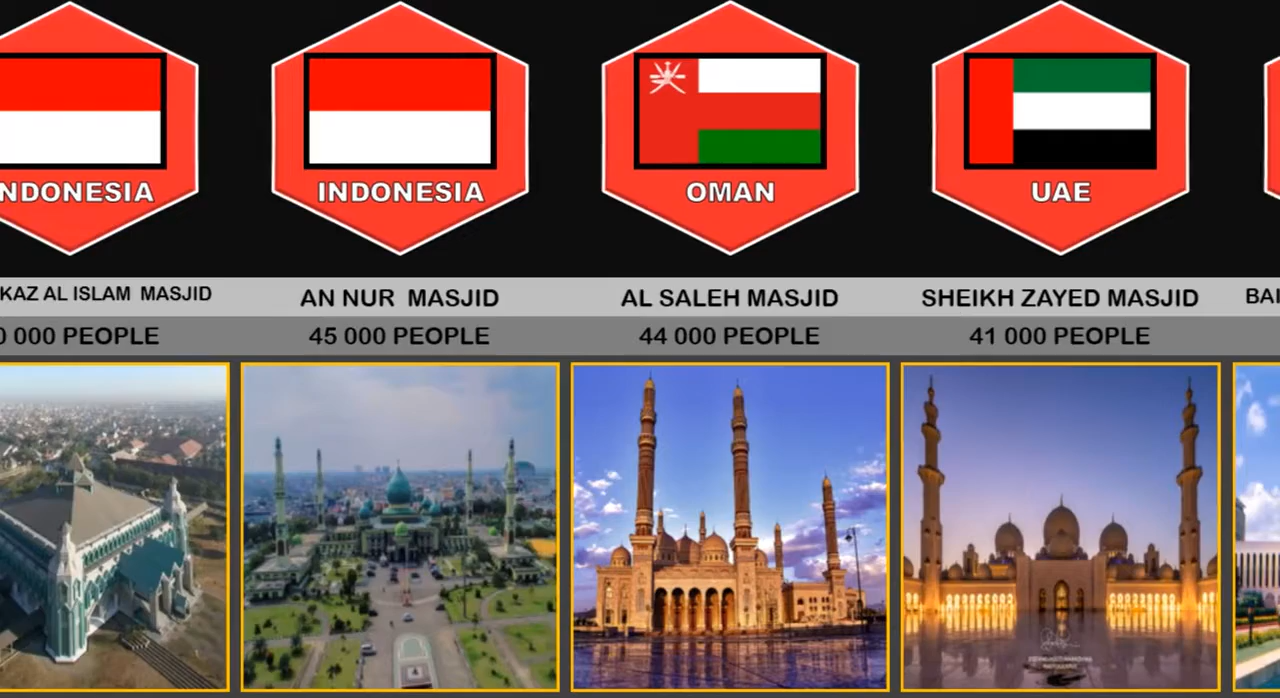 NDONESIA
INDONESIA
OMAN
UAE
KAZ AL ISLAM MASJID
AN NUR MASJID
AL SALEH MASJID
SHEIKH ZAYED MASJID
BAI
0 000 PEOPLE
45 000 PEOPLE
44 000 PEOPLE
41 000 PEOPLE